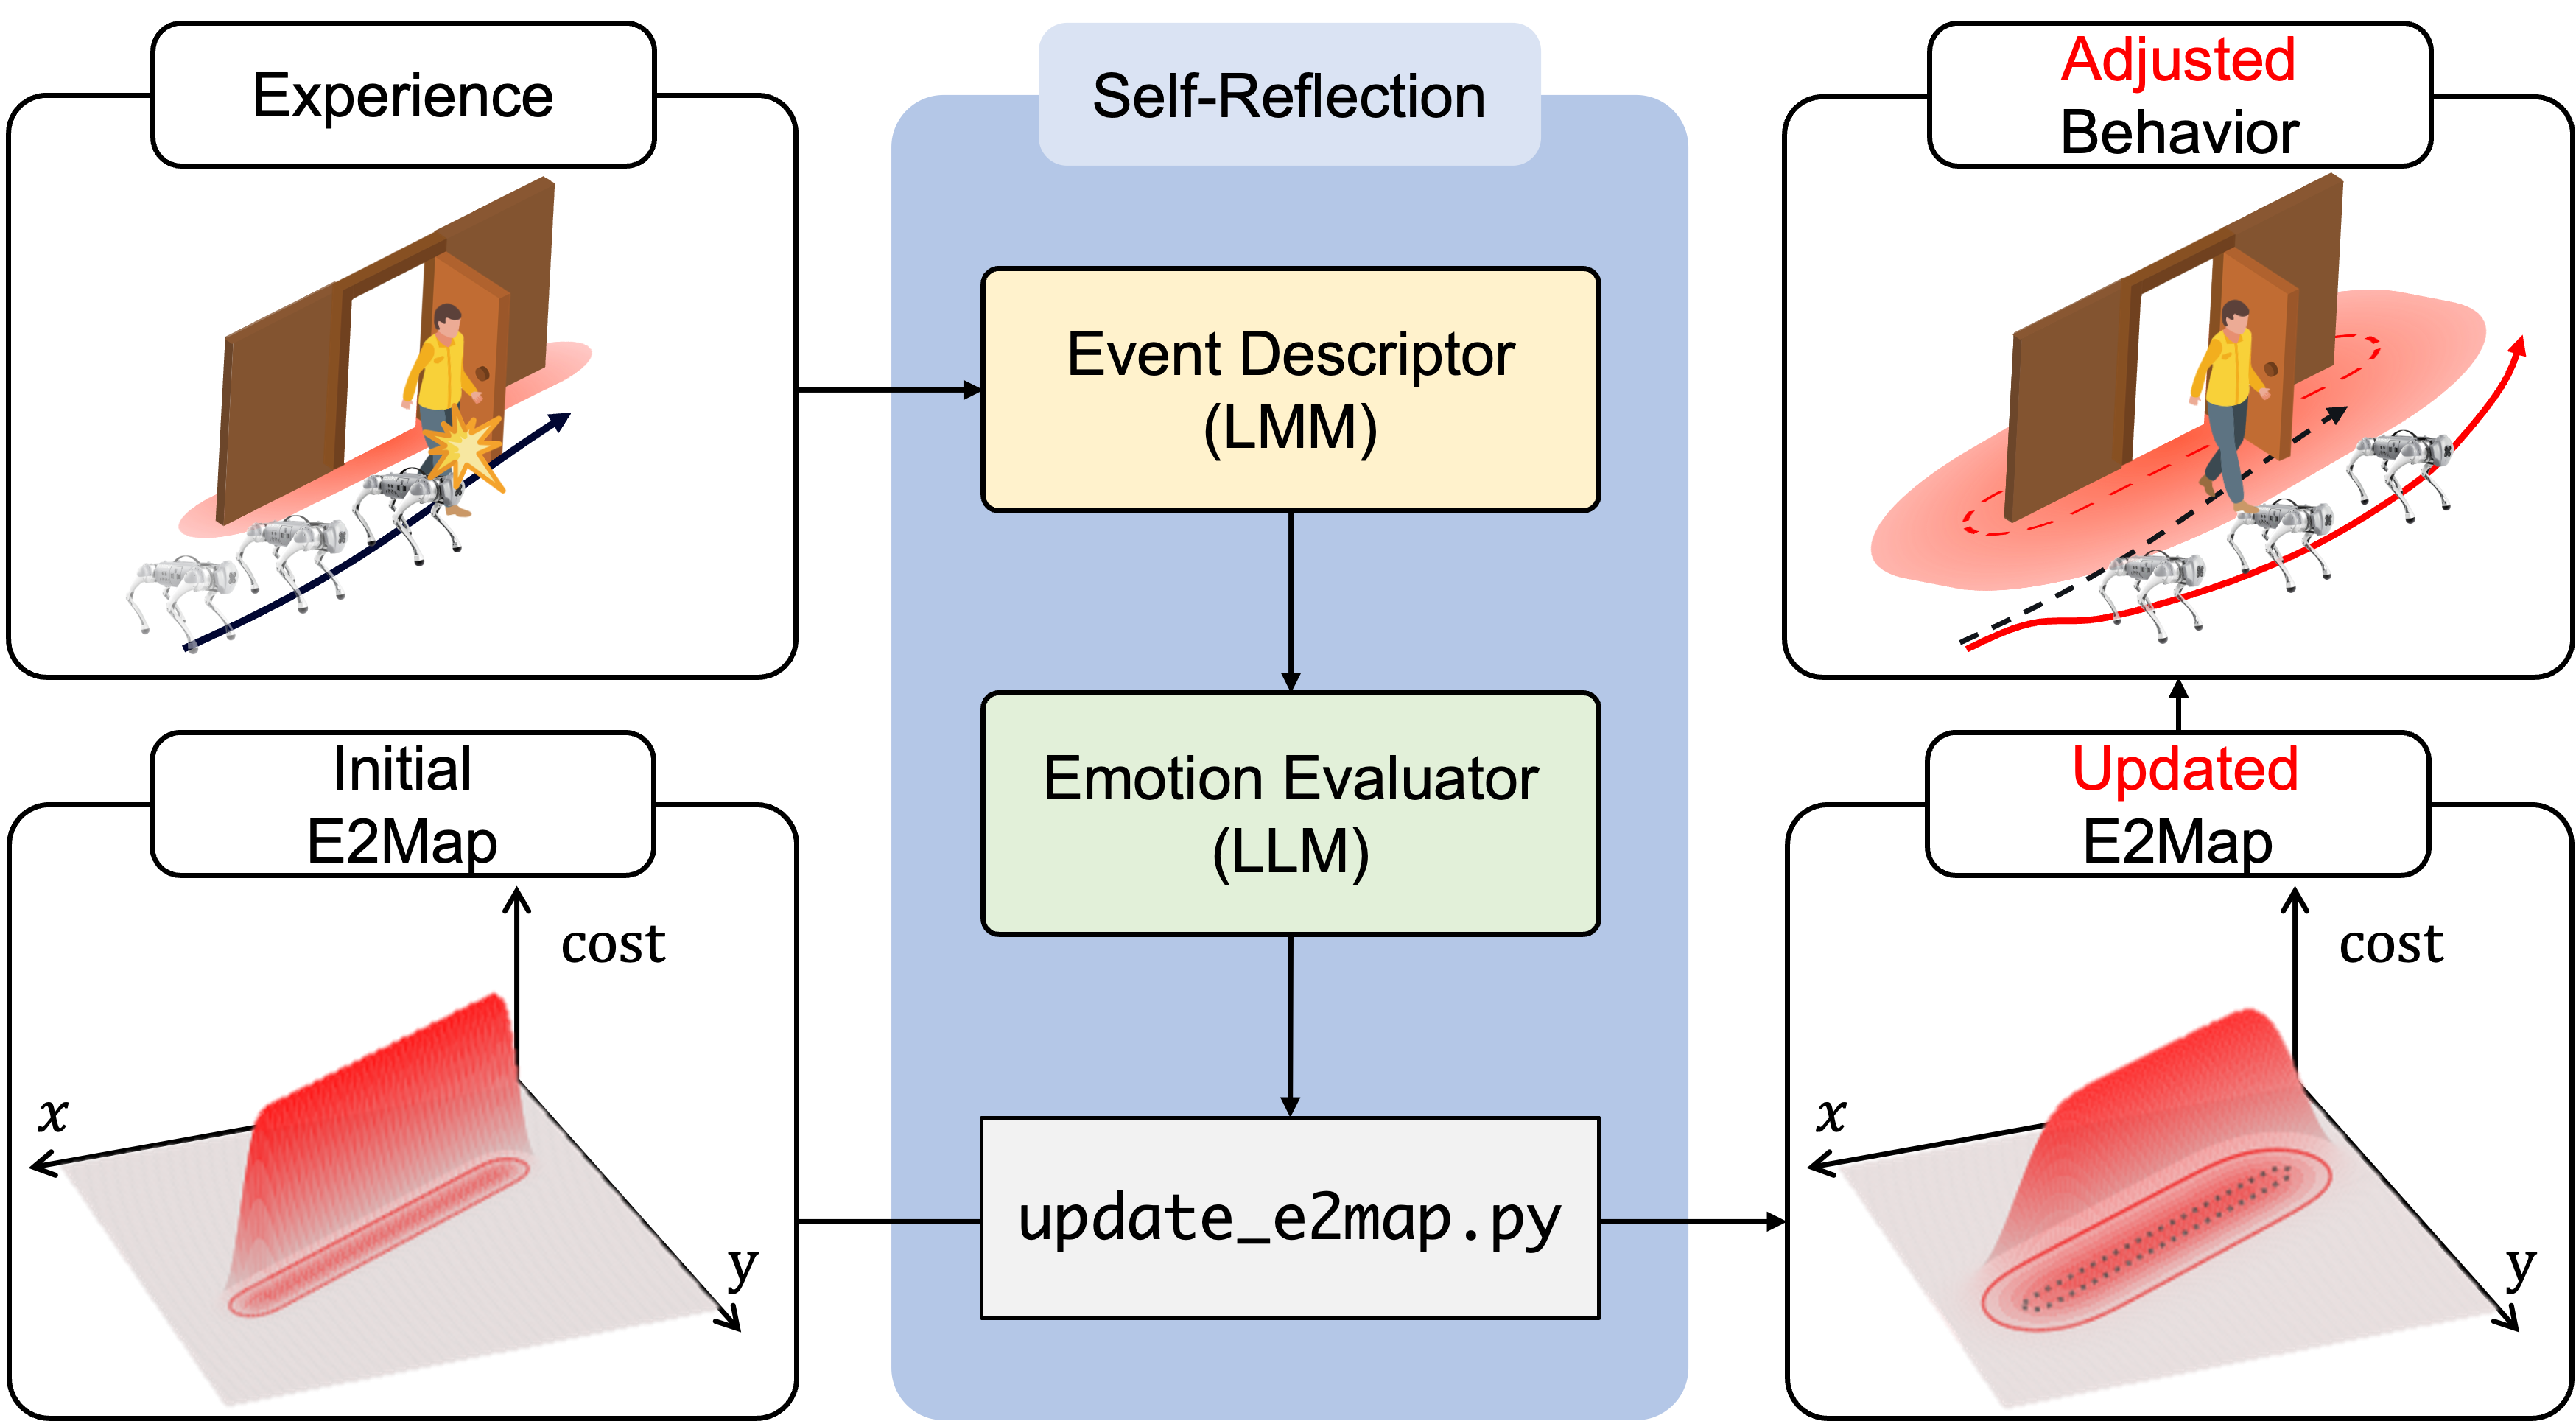 Experience
Self-Reflection
Adjusted
Behavior
Event Descriptor
(LMM)
Emotion Evaluator
(LLM)
update_e2map.py
Initial
E2Map
cost
x
y
Updated
E2Map
cost
x
y